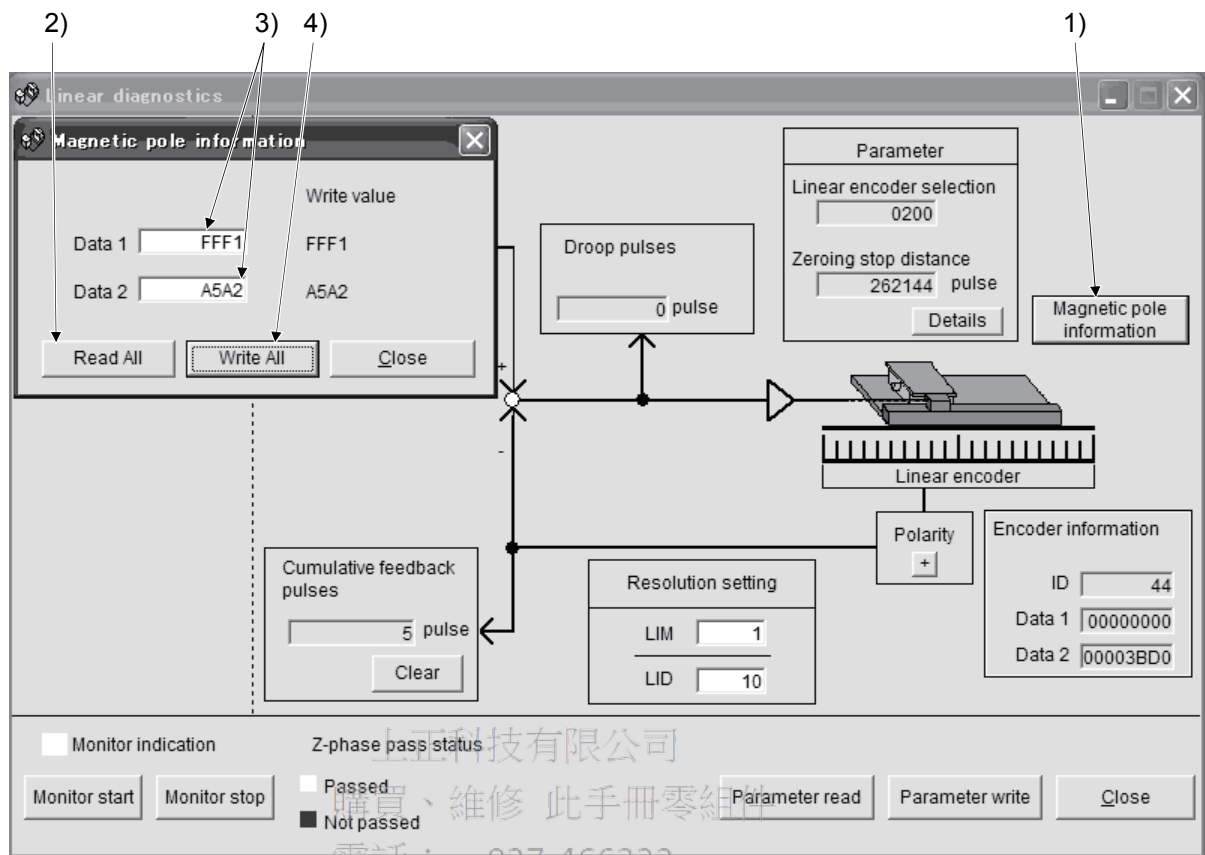 2)
3)
4)
1)
Linear diagnostics
Magnetic pole information
Write value
Data 1 FFF1 FFF1
Data 2 A5A2 A5A2
Read All Write All Close
Droop pulses
0 pulse
Parameter
Linear encoder selection
0200
Zeroing stop distance
262144 pulse
Details
Magnetic pole
information
+
-
Linear encoder
Polarity
+
Encoder information
ID 44
Data 1 00000000
Data 2 00003BD0
Cumulative feedback
pulses
5 pulse
Clear
Resolution setting
LIM 1
LID 10
Monitor indication
Z-phase pass status
Passed
Not passed
Monitor start Monitor stop
Parameter read Parameter write Close
上正科技有限公司
購買、維修 此手冊零組件